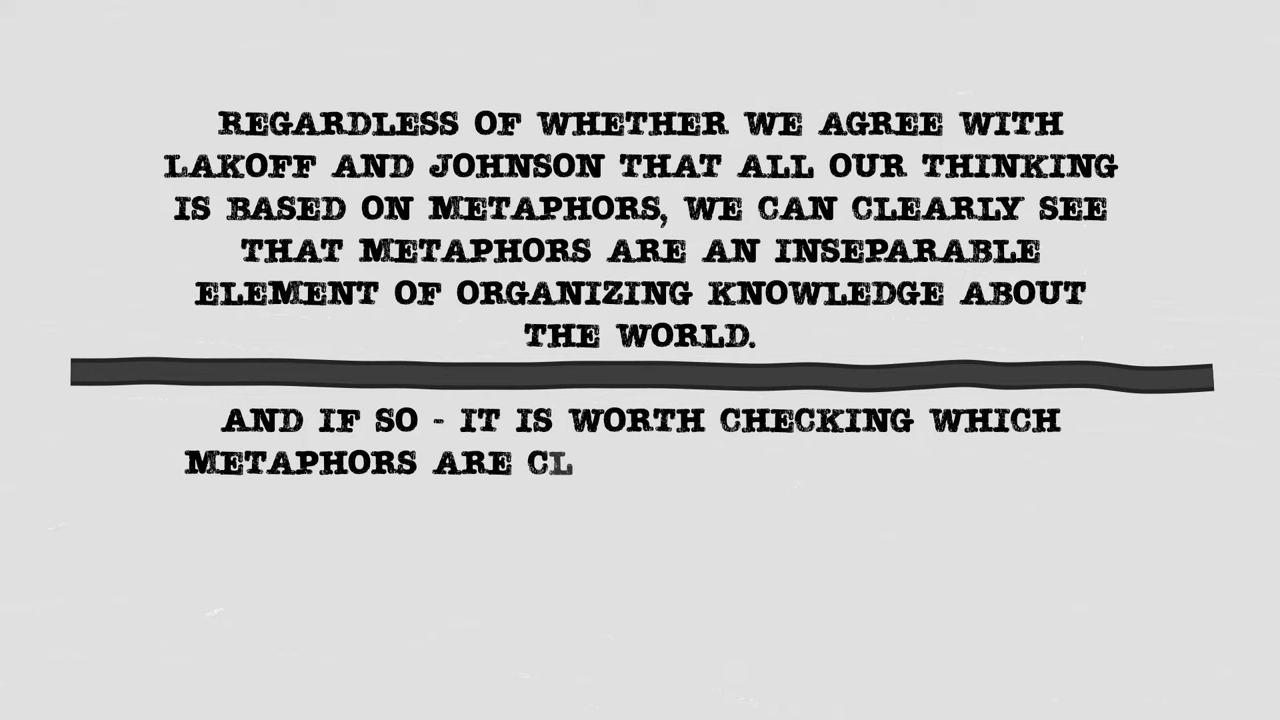 REGARDLESS OF WHETHER WE AGREE WITH
LAKOFF AND JOHNSON THAT ALL OUR THINKING
IS BASED ON METAPHORS, WE CAN CLEARLY SEE
THAT METAPHORS ARE AN INSEPARABLE
ELEMENT OF ORGANIZING KNOWLEDGE ABOUT
THE WORLD.
AND IF SO - IT IS WORTH CHECKING WHICH
METAPHORS ARE CL